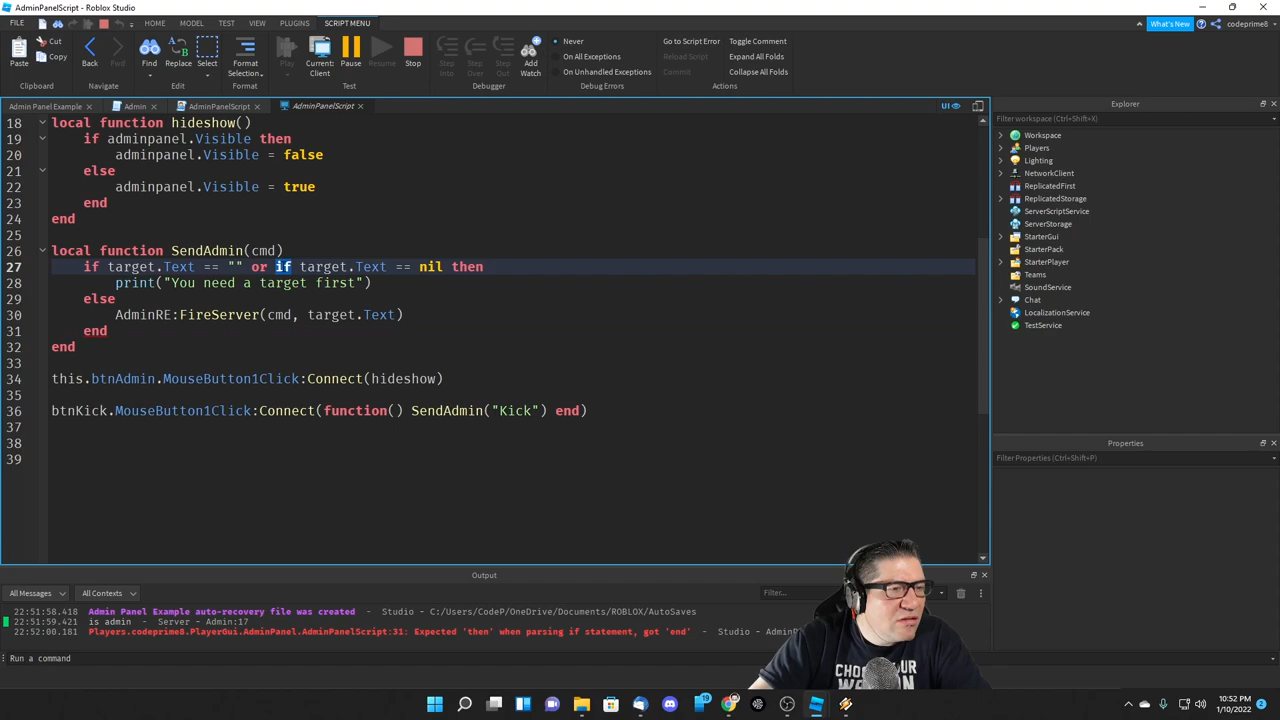 AdminPanelScript - Roblox Studio
FILE HOME MODEL TEST VIEW PLUGINS SCRIPT MENU What's New codeprime8
Cut
Copy
Paste Back Fwd Find Replace Select Format Selection... Play Current: Client Pause Resume Stop Step Into Step Over Step Out Add Watch
Never
On All Exceptions
On Unhandled Exceptions
Go to Script Error Toggle Comment
Reload Script Expand All Folds
Commit Collapse All Folds
Clipboard Navigate Edit Format Test Debugger Debug Errors Actions
Admin Panel Example Admin AdminPanelScript AdminPanelScript UI
18 local function hideshow()
19 if adminpanel.Visible then
20 adminpanel.Visible = false
21 else
22 adminpanel.Visible = true
23 end
24 end
25
26 local function SendAdmin(cmd)
27 if target.Text == "" or if target.Text == nil then
28 print("You need a target first")
29 else
30 AdminRE:FireServer(cmd, target.Text)
31 end
32 end
33
34 this.btnAdmin.MouseButton1Click:Connect(hideshow)
35
36 btnKick.MouseButton1Click:Connect(function() SendAdmin("Kick") end)
37
38
39
Explorer
Filter workspace (Ctrl+Shift+X)
Workspace
Players
Lighting
NetworkClient
ReplicatedFirst
ReplicatedStorage
ServerScriptService
ServerStorage
StarterGui
StarterPack
StarterPlayer
Teams
SoundService
Chat
LocalizationService
TestService
Properties
Filter Properties (Ctrl+Shift+P)
Output
All Messages All Contexts Filter...
22:51:58.418 Admin Panel Example auto-recovery file was created - Studio - C:/Users/CodeP/OneDrive/Documents/ROBLOX/AutoSaves
22:51:59.421 is admin - Server - Admin:17
22:52:00.181 Players.codeprime8.PlayerGui.AdminPanel.AdminPanelScript:31: Expected 'then' when parsing if statement, got 'end' - Studio - AdminP
Run a command
CHOOSE YOUR
19
10:52 PM
1/10/2022
2